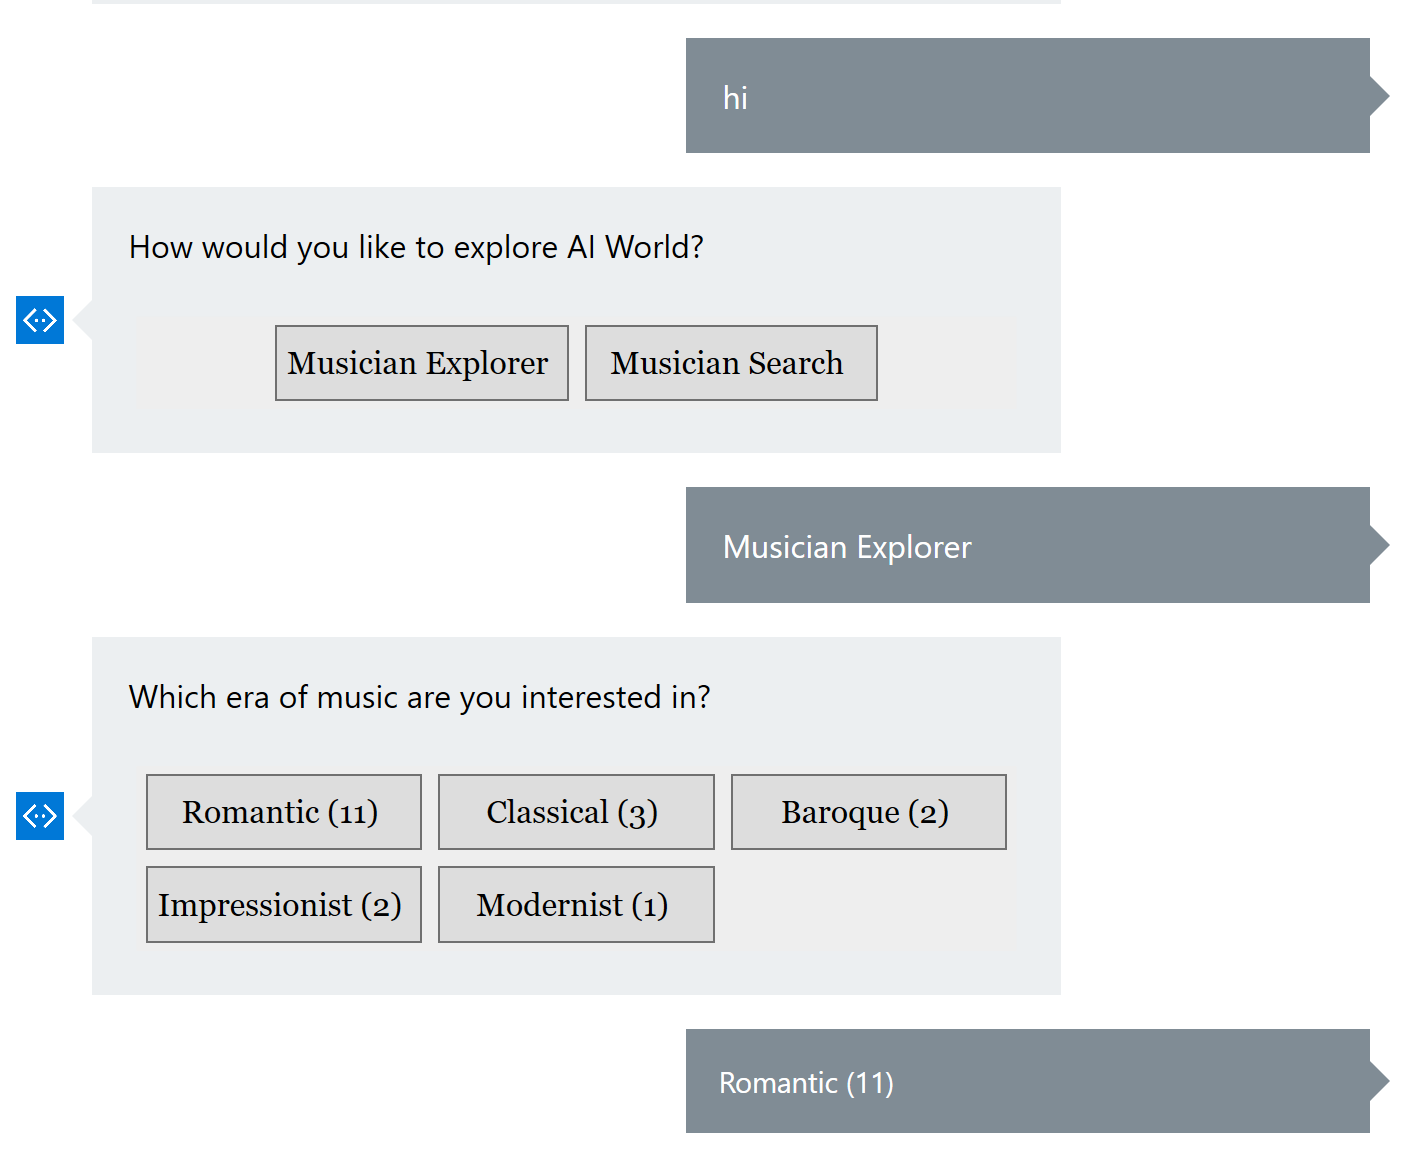 hi
How would you like to explore AI World?
Musician Explorer Musician Search
Musician Explorer
Which era of music are you interested in?
Romantic (11) Classical (3) Baroque (2)
Impressionist (2) Modernist (1)
Romantic (11)